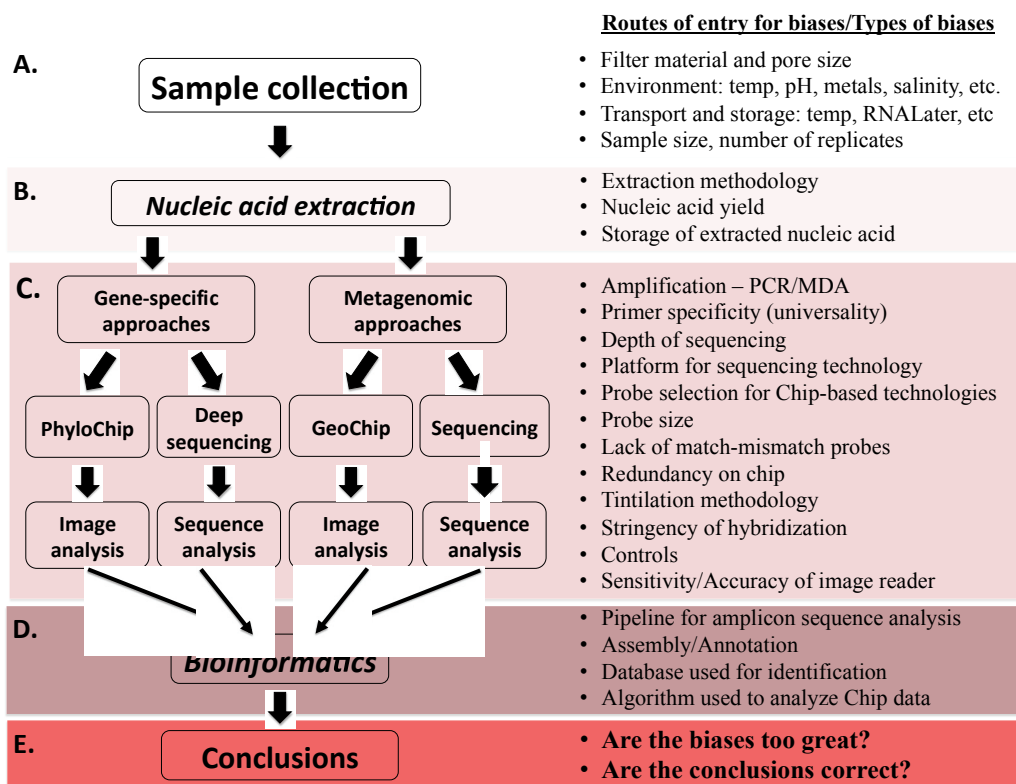 Routes of entry for biases/Types of biases
A.
Sample collection
• Filter material and pore size
• Environment: temp, pH, metals, salinity, etc.
• Transport and storage: temp, RNALater, etc
• Sample size, number of replicates
B.
Nucleic acid extraction
• Extraction methodology
• Nucleic acid yield
• Storage of extracted nucleic acid
C.
Gene-specific
approaches
Metagenomic
approaches
PhyloChip
Deep
sequencing
GeoChip
Sequencing
Image
analysis
Sequence
analysis
Image
analysis
Sequence
analysis
• Amplification – PCR/MDA
• Primer specificity (universality)
• Depth of sequencing
• Platform for sequencing technology
• Probe selection for Chip-based technologies
• Probe size
• Lack of match-mismatch probes
• Redundancy on chip
• Tintilation methodology
• Stringency of hybridization
• Controls
• Sensitivity/Accuracy of image reader
D.
Bioinformatics
• Pipeline for amplicon sequence analysis
• Assembly/Annotation
• Database used for identification
• Algorithm used to analyze Chip data
E.
Conclusions
• Are the biases too great?
• Are the conclusions correct?